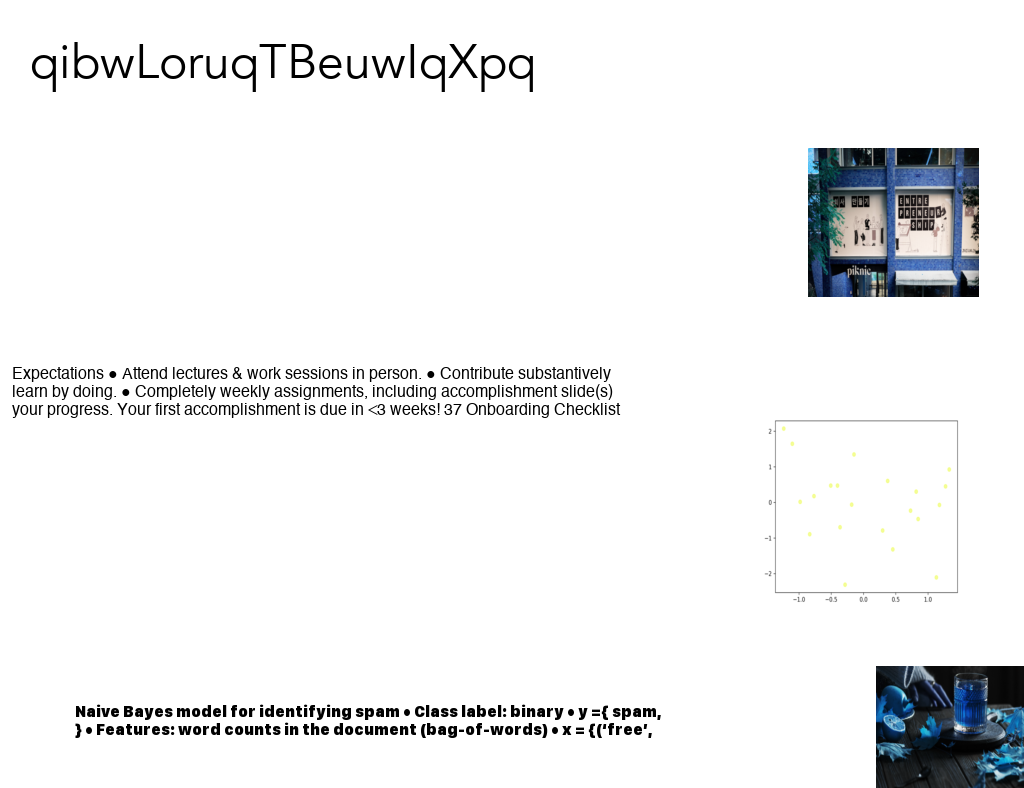 qibwLoruqTBeuwIqXpq
ENTRE
PRENEUR
SHIP
piknic
Expectations ● Attend lectures & work sessions in person. ● Contribute substantively
learn by doing. ● Completely weekly assignments, including accomplishment slide(s)
your progress. Your first accomplishment is due in <3 weeks! 37 Onboarding Checklist
2
1
0
−1
−2
−1.0 −0.5 0.0 0.5 1.0
Naive Bayes model for identifying spam • Class label: binary • y ={ spam,
} • Features: word counts in the document (bag-of-words) • x = {(‘free’,